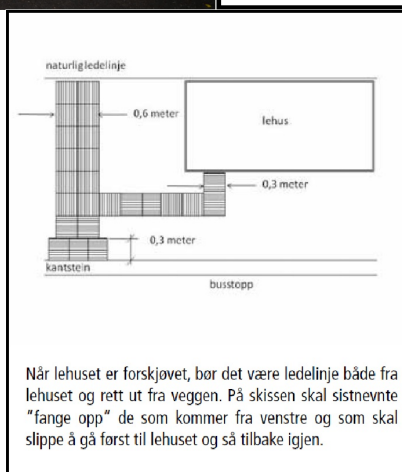 naturlig ledelinje
0,6 meter
lehus
0,3 meter
0,3 meter
kantstein
busstopp
Når lehuset er forskjøvet, bør det være ledelinje både fra
lehuset og rett ut fra veggen. På skissen skal sistnevnte
"fange opp" de som kommer fra venstre og som skal
slippe å gå først til lehuset og så tilbake igjen.